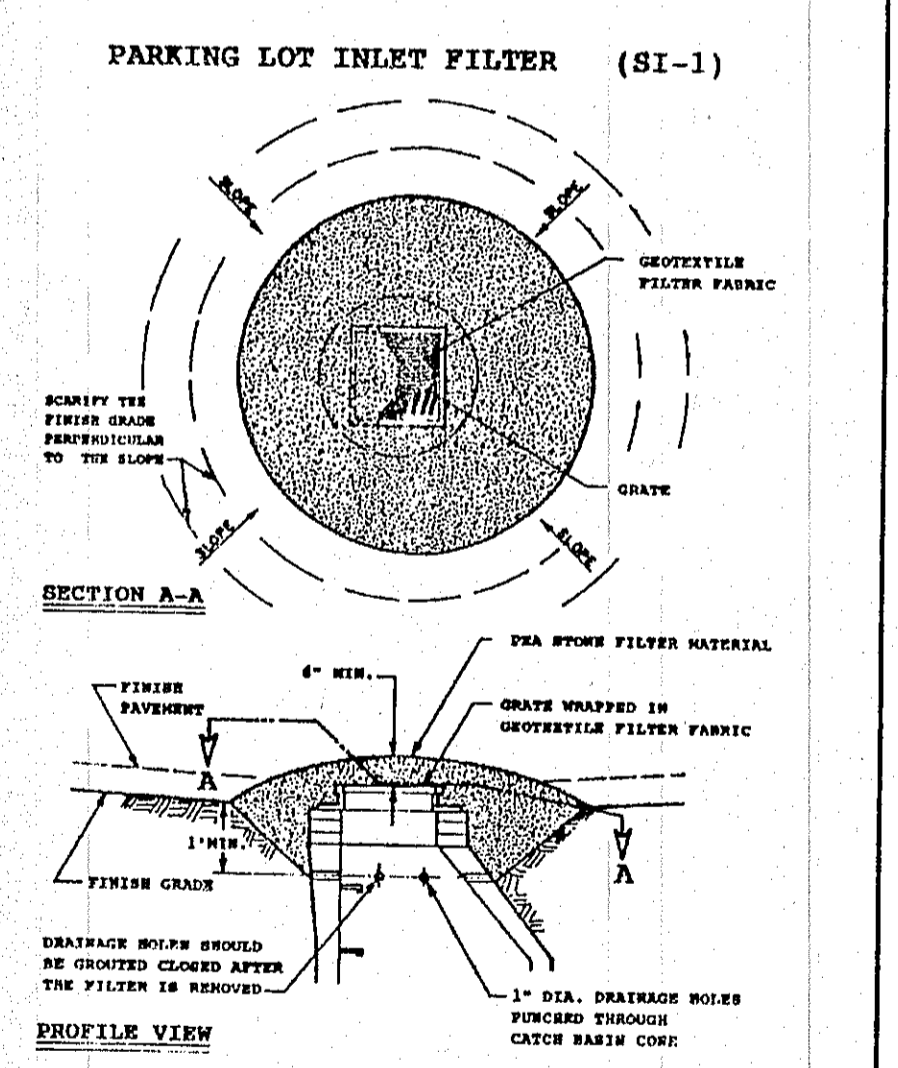 PARKING LOT INLET FILTER (SI-1)
SLOPE
SLOPE
GEOTEXTILE
FILTER FABRIC
SCARIFY THE
FINISH GRADE
PERPENDICULAR
TO THE SLOPE
GRATE
SLOPE
SLOPE
SECTION A-A
PEA STONE FILTER MATERIAL
6" MIN.
FINISH
PAVEMENT
GRATE WRAPPED IN
GEOTEXTILE FILTER FABRIC
A
1' MIN.
A
FINISH GRADE
DRAINAGE HOLES SHOULD
BE GROUTED CLOSED AFTER
THE FILTER IS REMOVED
1" DIA. DRAINAGE HOLES
PUNCHED THROUGH
CATCH BASIN CONE
PROFILE VIEW